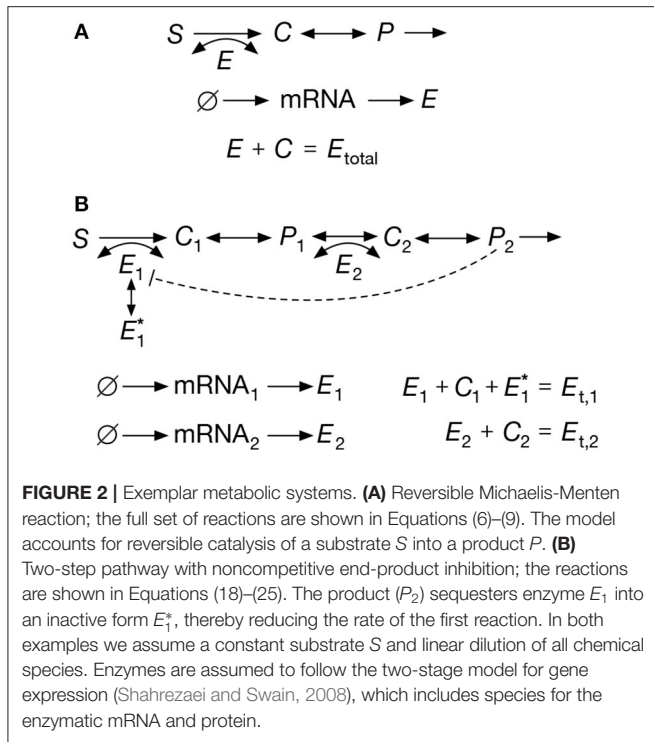 A
S C P
E
∅ mRNA E
E + C = E_total
B
S C₁ P₁ C₂ P₂
E₁ E₂
E₁*
∅ mRNA₁ E₁ E₁ + C₁ + E₁* = E_t,1
∅ mRNA₂ E₂ E₂ + C₂ = E_t,2
FIGURE 2 | Exemplar metabolic systems. (A) Reversible Michaelis-Menten
reaction; the full set of reactions are shown in Equations (6)–(9). The model
accounts for reversible catalysis of a substrate S into a product P. (B)
Two-step pathway with noncompetitive end-product inhibition; the reactions
are shown in Equations (18)–(25). The product (P₂) sequesters enzyme E₁ into
an inactive form E₁*, thereby reducing the rate of the first reaction. In both
examples we assume a constant substrate S and linear dilution of all chemical
species. Enzymes are assumed to follow the two-stage model for gene
expression (Shahrezaei and Swain, 2008), which includes species for the
enzymatic mRNA and protein.